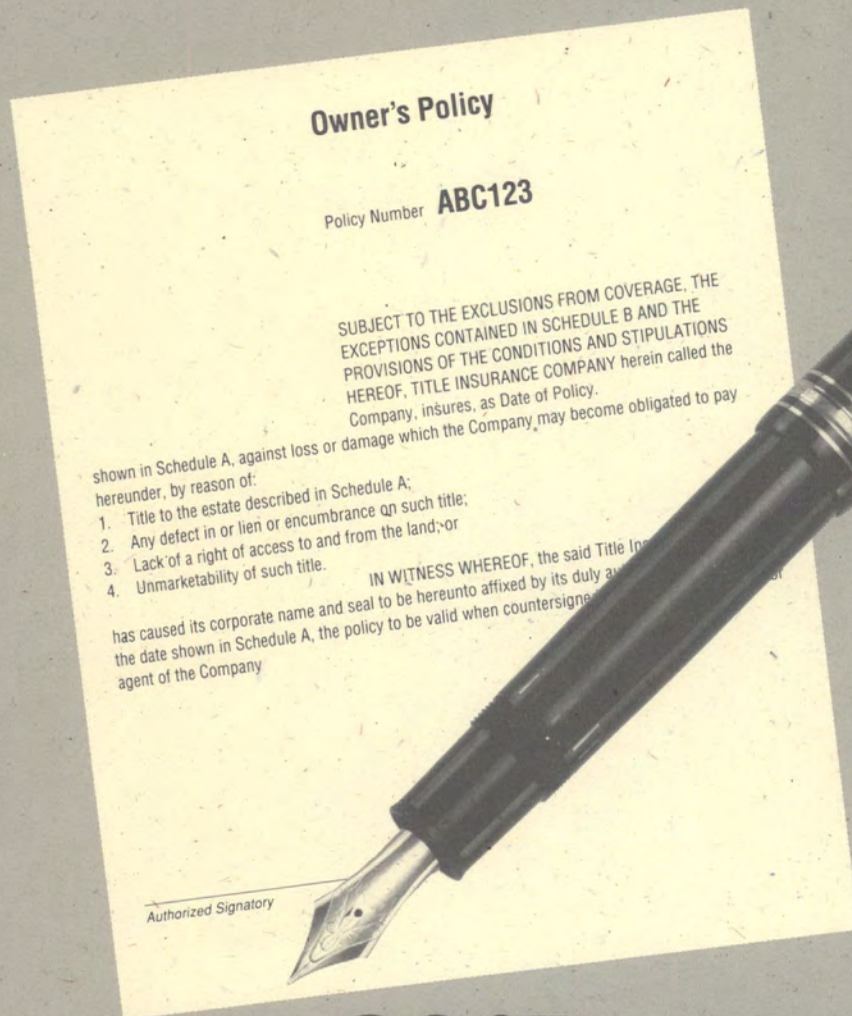 Owner's Policy
Policy Number ABC123
SUBJECT TO THE EXCLUSIONS FROM COVERAGE, THE
EXCEPTIONS CONTAINED IN SCHEDULE B AND THE
PROVISIONS OF THE CONDITIONS AND STIPULATIONS
HEREOF, TITLE INSURANCE COMPANY herein called the
Company, insures, as Date of Policy.
shown in Schedule A, against loss or damage which the Company may become obligated to pay
hereunder, by reason of:
1. Title to the estate described in Schedule A;
2. Any defect in or lien or encumbrance on such title;
3. Lack of a right of access to and from the land; or
4. Unmarketability of such title.
IN WITNESS WHEREOF, the said Title
has caused its corporate name and seal to be hereunto affixed by its duly
the date shown in Schedule A, the policy to be valid when
agent of the Company
Authorized Signatory